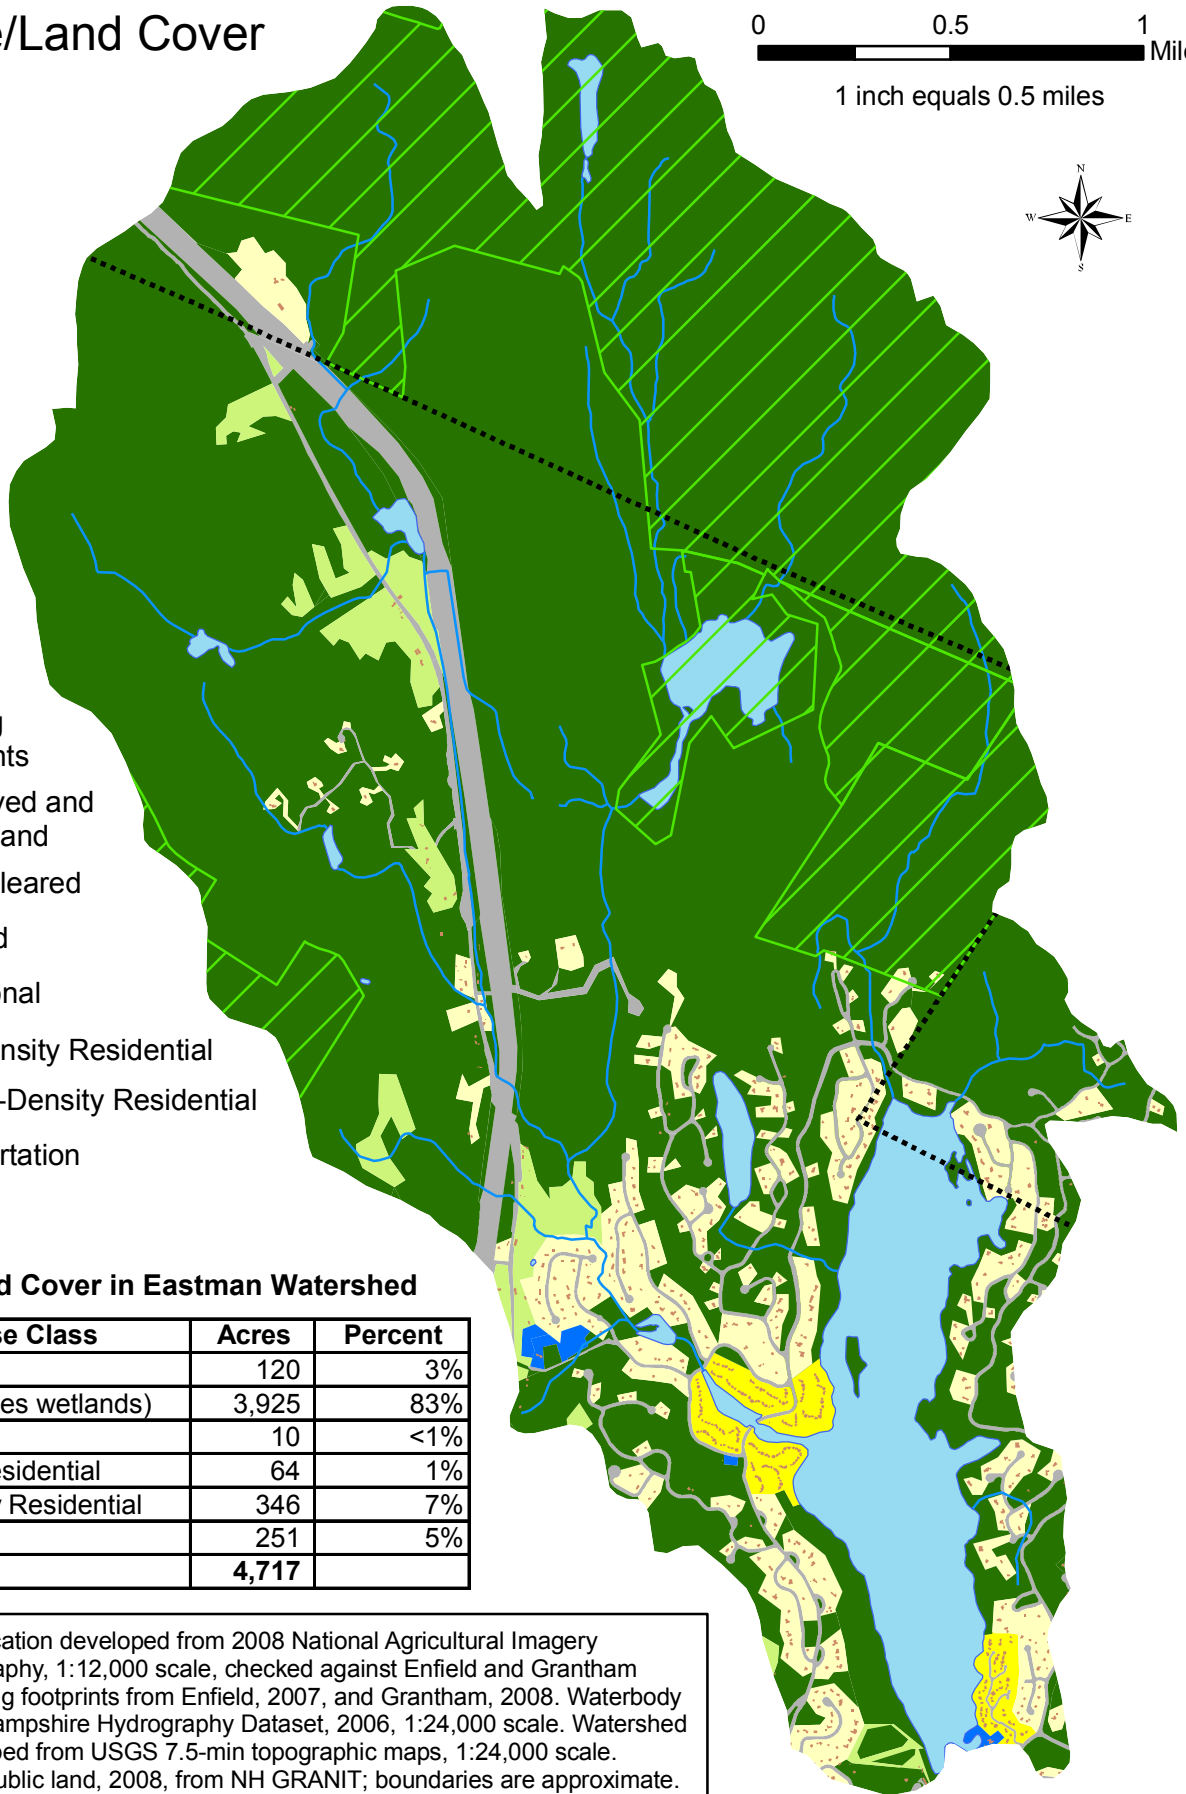 e/Land Cover
0 0.5 1
Mil
1 inch equals 0.5 miles
N
W E
S
g
nts
ved and
and
leared
d
onal
nsity Residential
-Density Residential
rtation
d Cover in Eastman Watershed
se Class Acres Percent
120 3%
es wetlands) 3,925 83%
10 <1%
esidential 64 1%
y Residential 346 7%
251 5%
4,717
cation developed from 2008 National Agricultural Imagery
aphy, 1:12,000 scale, checked against Enfield and Grantham
g footprints from Enfield, 2007, and Grantham, 2008. Waterbody
ampshire Hydrography Dataset, 2006, 1:24,000 scale. Watershed
ped from USGS 7.5-min topographic maps, 1:24,000 scale.
ublic land, 2008, from NH GRANIT; boundaries are approximate.